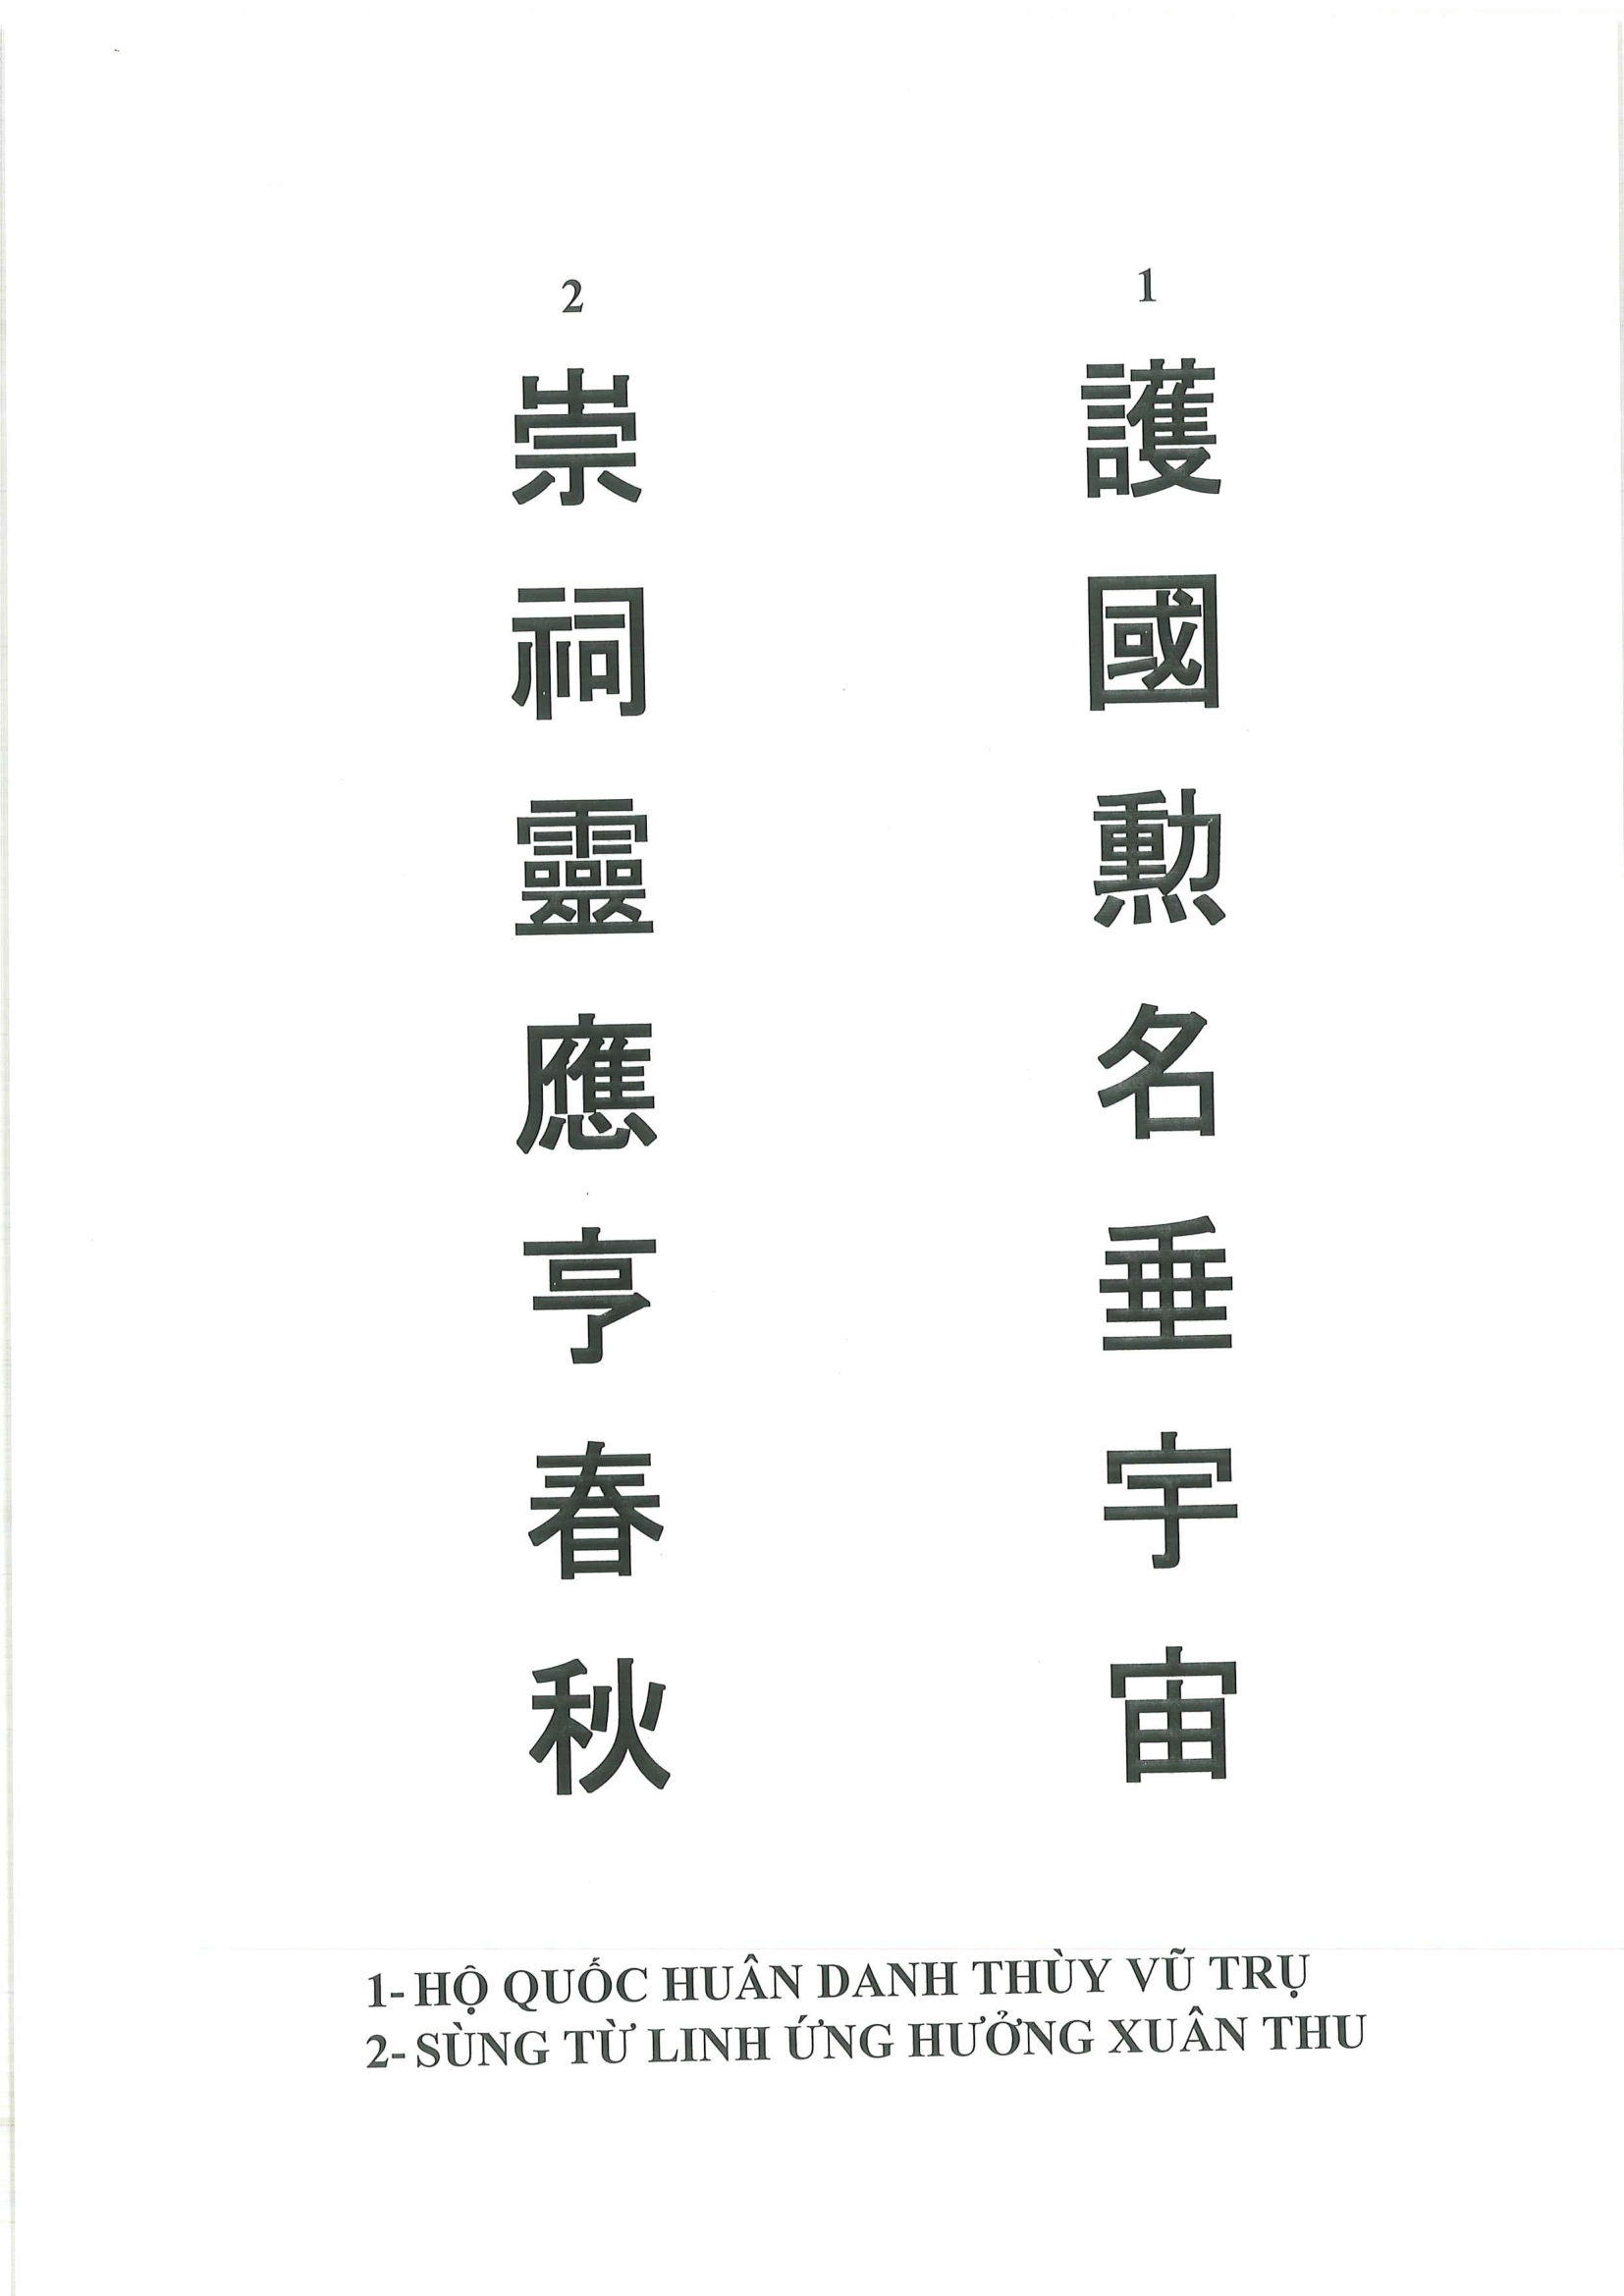 1
護國勲名垂宇宙
2
崇祠靈應亨春秋
1- HỘ QUỐC HUÂN DANH THÙY VŨ TRỤ
2- SÙNG TỪ LINH ỨNG HƯỞNG XUÂN THU